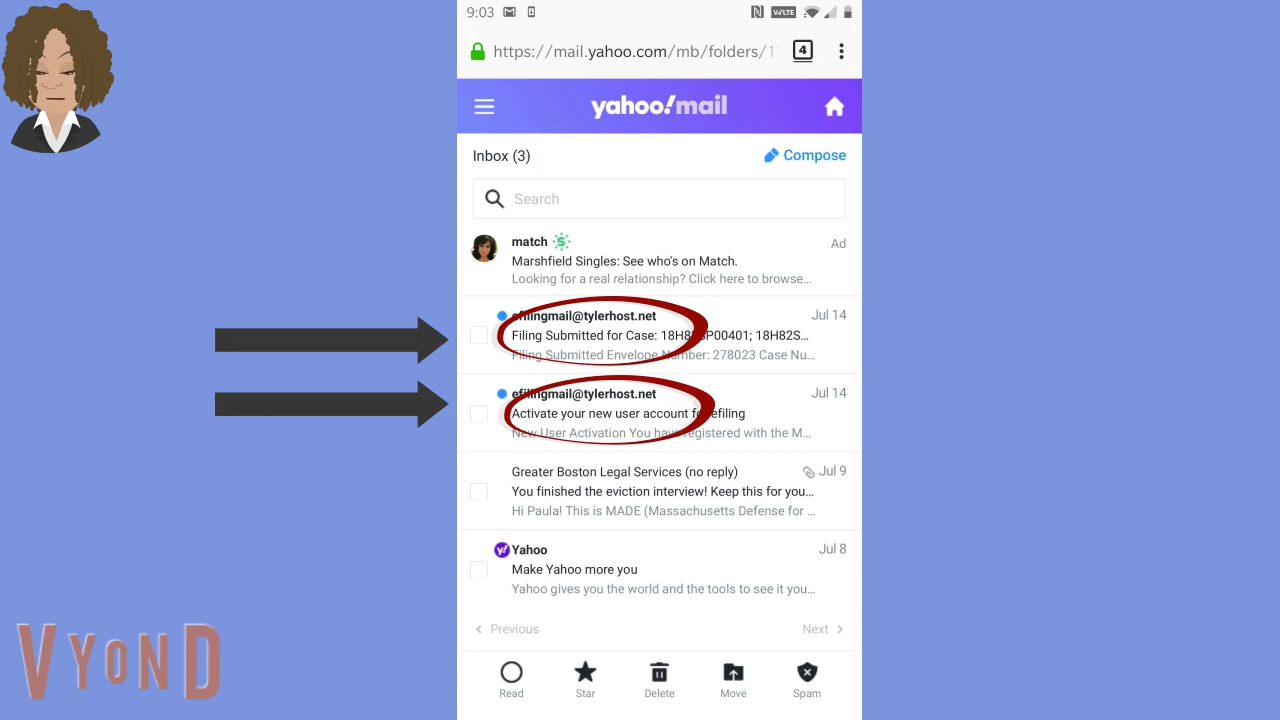 9:03
VoLTE
https://mail.yahoo.com/mb/folders/1
4
yahoo!mail
Inbox (3)
Compose
Search
match
Ad
Marshfield Singles: See who's on Match.
Looking for a real relationship? Click here to browse…
efilingmail@tylerhost.net
Jul 14
Filing Submitted for Case: 18H82SP00401; 18H82S…
Filing Submitted Envelope Number: 278023 Case Nu…
efilingmail@tylerhost.net
Jul 14
Activate your new user account for efiling
New User Activation You have registered with the M…
Greater Boston Legal Services (no reply)
Jul 9
You finished the eviction interview! Keep this for you…
Hi Paula! This is MADE (Massachusetts Defense for …
Yahoo
Jul 8
Make Yahoo more you
Yahoo gives you the world and the tools to see it you…
Previous
Next
Read
Star
Delete
Move
Spam
VYOND